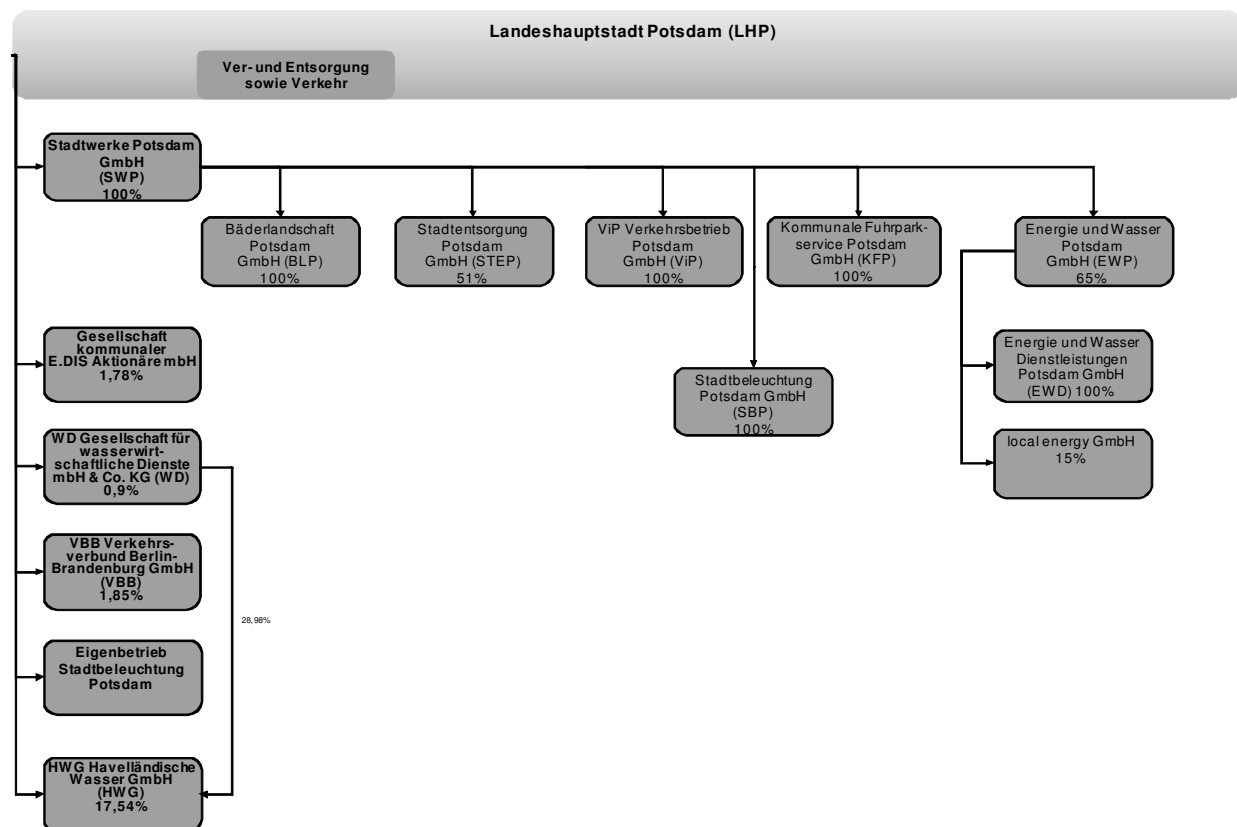 Landeshauptstadt Potsdam (LHP)
Ver- und Entsorgung
sowie Verkehr
Stadtwerke Potsdam
GmbH
(SWP)
100%
Bäderlandschaft
Potsdam
GmbH (BLP)
100%
Stadtentsorgung
Potsdam
GmbH (STEP)
51%
ViP Verkehrsbetrieb
Potsdam
GmbH (ViP)
100%
Kommunale Fuhrpark-
service Potsdam
GmbH (KFP)
100%
Energie und Wasser
Potsdam
GmbH (EWP)
65%
Gesellschaft
kommunaler
E.DIS Aktionäre mbH
1,78%
Energie und Wasser
Dienstleistungen
Potsdam GmbH
(EWD) 100%
Stadtbeleuchtung
Potsdam GmbH
(SBP)
100%
WD Gesellschaft für
wasserwirt-
schaftliche Dienste
mbH & Co. KG (WD)
0,9%
local energy GmbH
15%
VBB Verkehrs-
verbund Berlin-
Brandenburg GmbH
(VBB)
1,85%
28,98%
Eigenbetrieb
Stadtbeleuchtung
Potsdam
HWG Havelländische
Wasser GmbH
(HWG)
17,54%